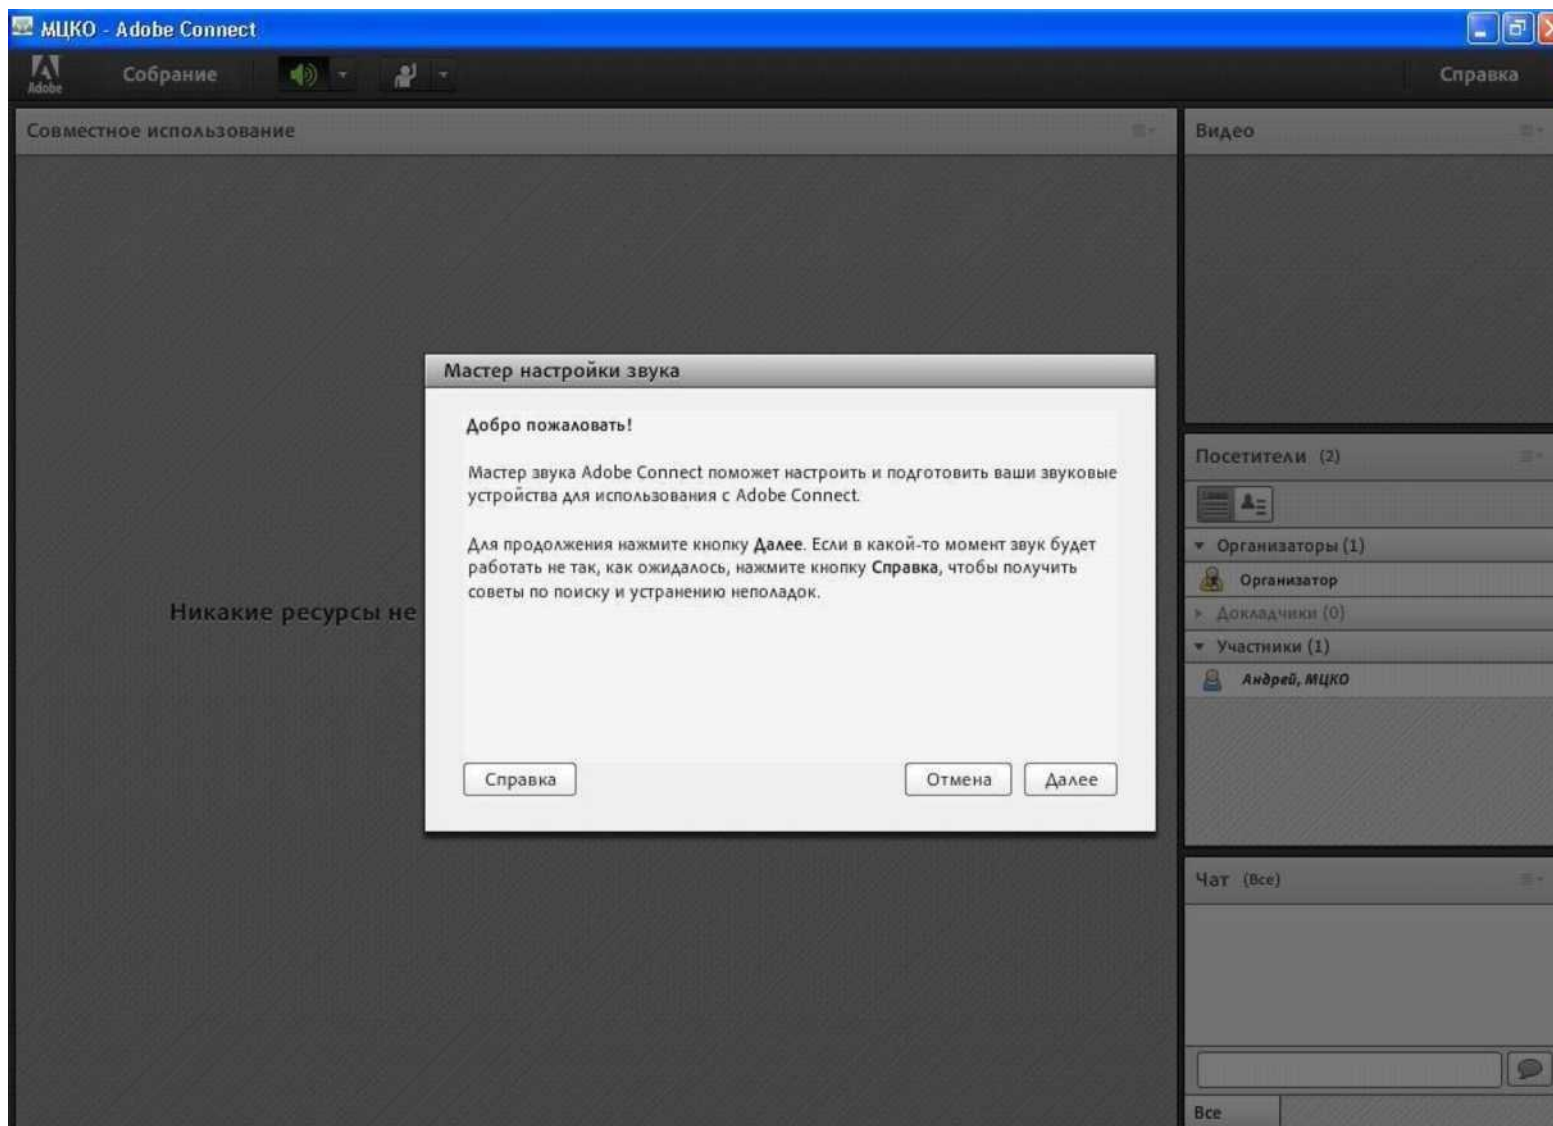 МЦКО - Adobe Connect
Adobe
Собрание
Справка
Совместное использование
Видео
Мастер настройки звука
Добро пожаловать!
Мастер звука Adobe Connect поможет настроить и подготовить ваши звуковые
устройства для использования с Adobe Connect.
Для продолжения нажмите кнопку Далее. Если в какой-то момент звук будет
работать не так, как ожидалось, нажмите кнопку Справка, чтобы получить
советы по поиску и устранению неполадок.
Никакие ресурсы не
Справка
Отмена
Далее
Посетители (2)
Организаторы (1)
Организатор
Докладчики (0)
Участники (1)
Андрей, МЦКО
Чат (Все)
Все